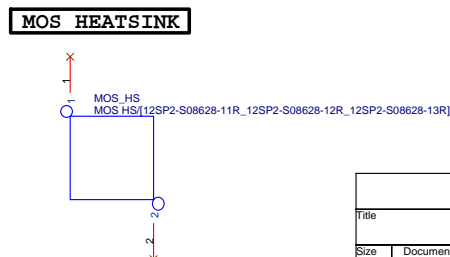 MOS HEATSINK
1
1
MOS_HS
MOS HS/[12SP2-S08628-11R_12SP2-S08628-12R_12SP2-S08628-13R]
2
2
Title
Size Documen